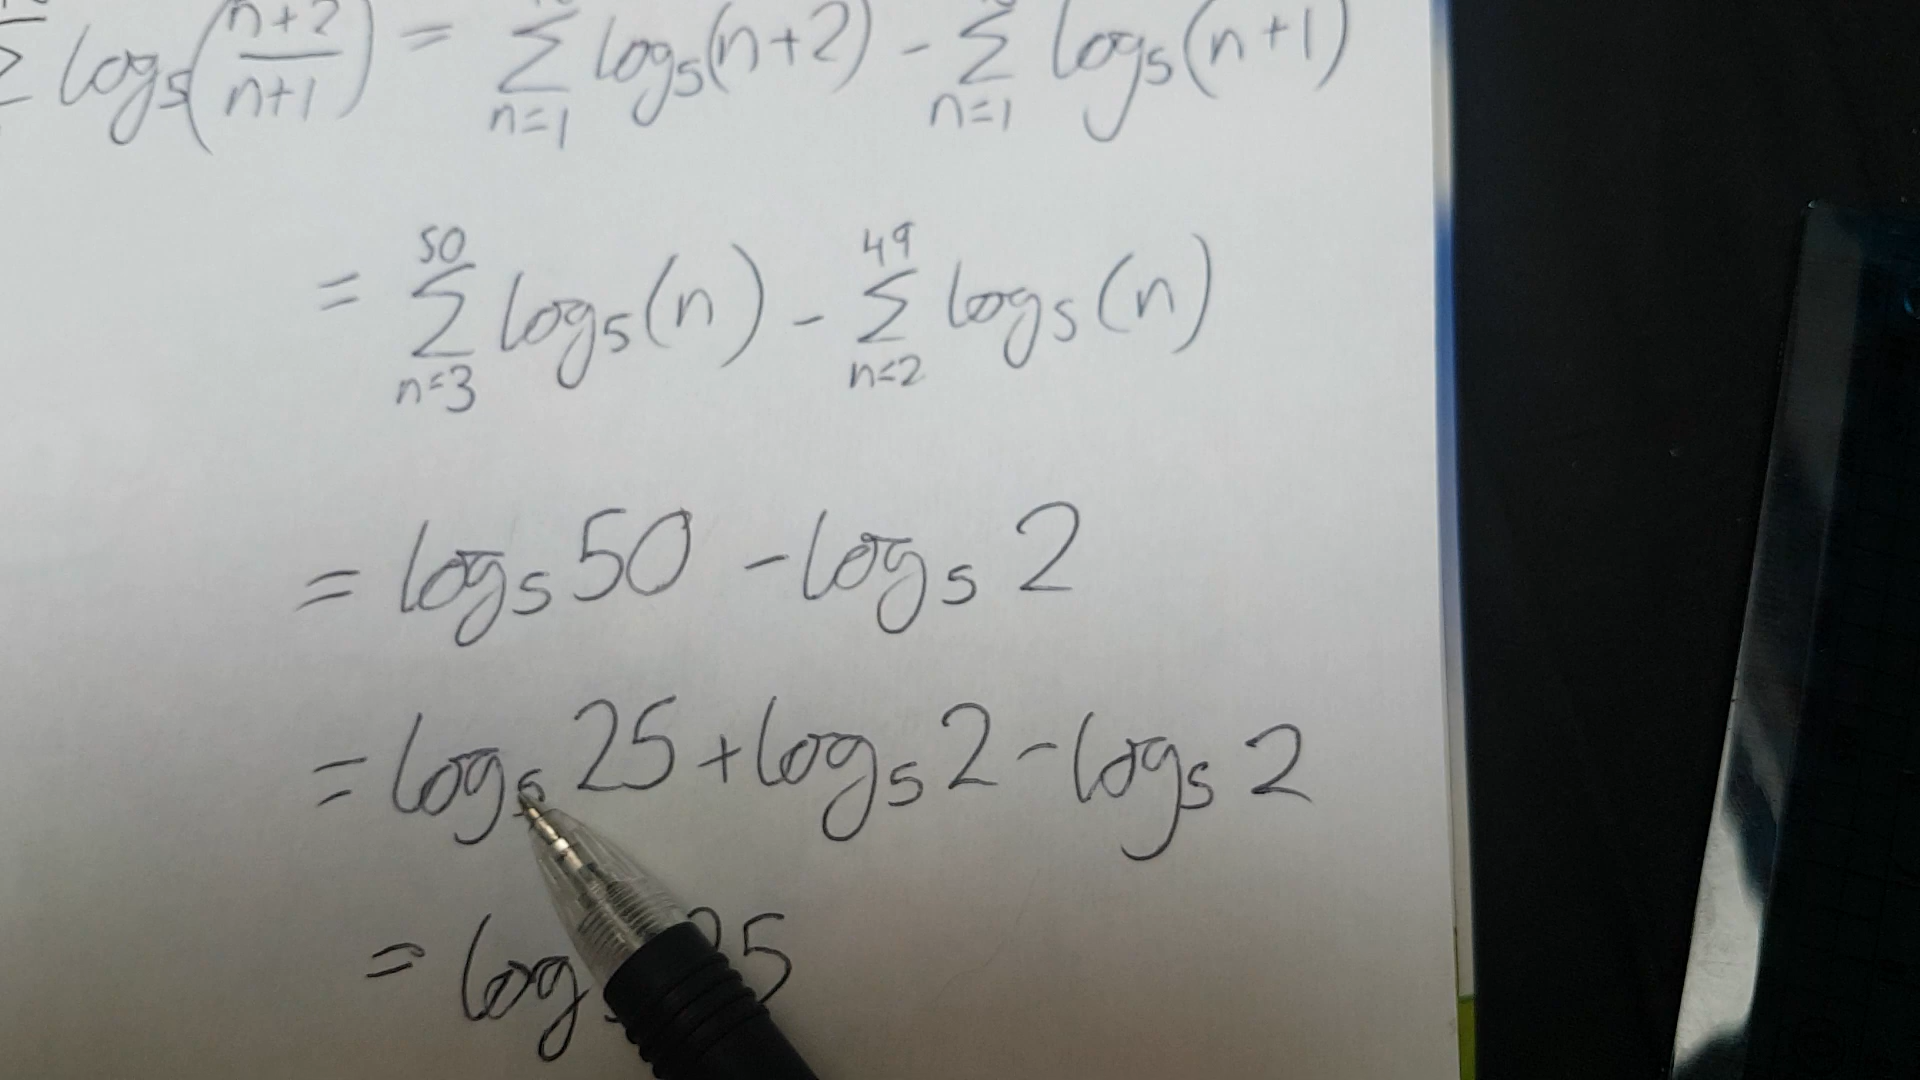 ∑ log₅((n+2)/(n+1)) = ∑ n=1 log₅(n+2) - ∑ n=1 log₅(n+1)
= ∑ 50 n=3 log₅(n) - ∑ 49 n=2 log₅(n)
= log₅ 50 - log₅ 2
= log₅ 25 + log₅ 2 - log₅ 2
= log 5